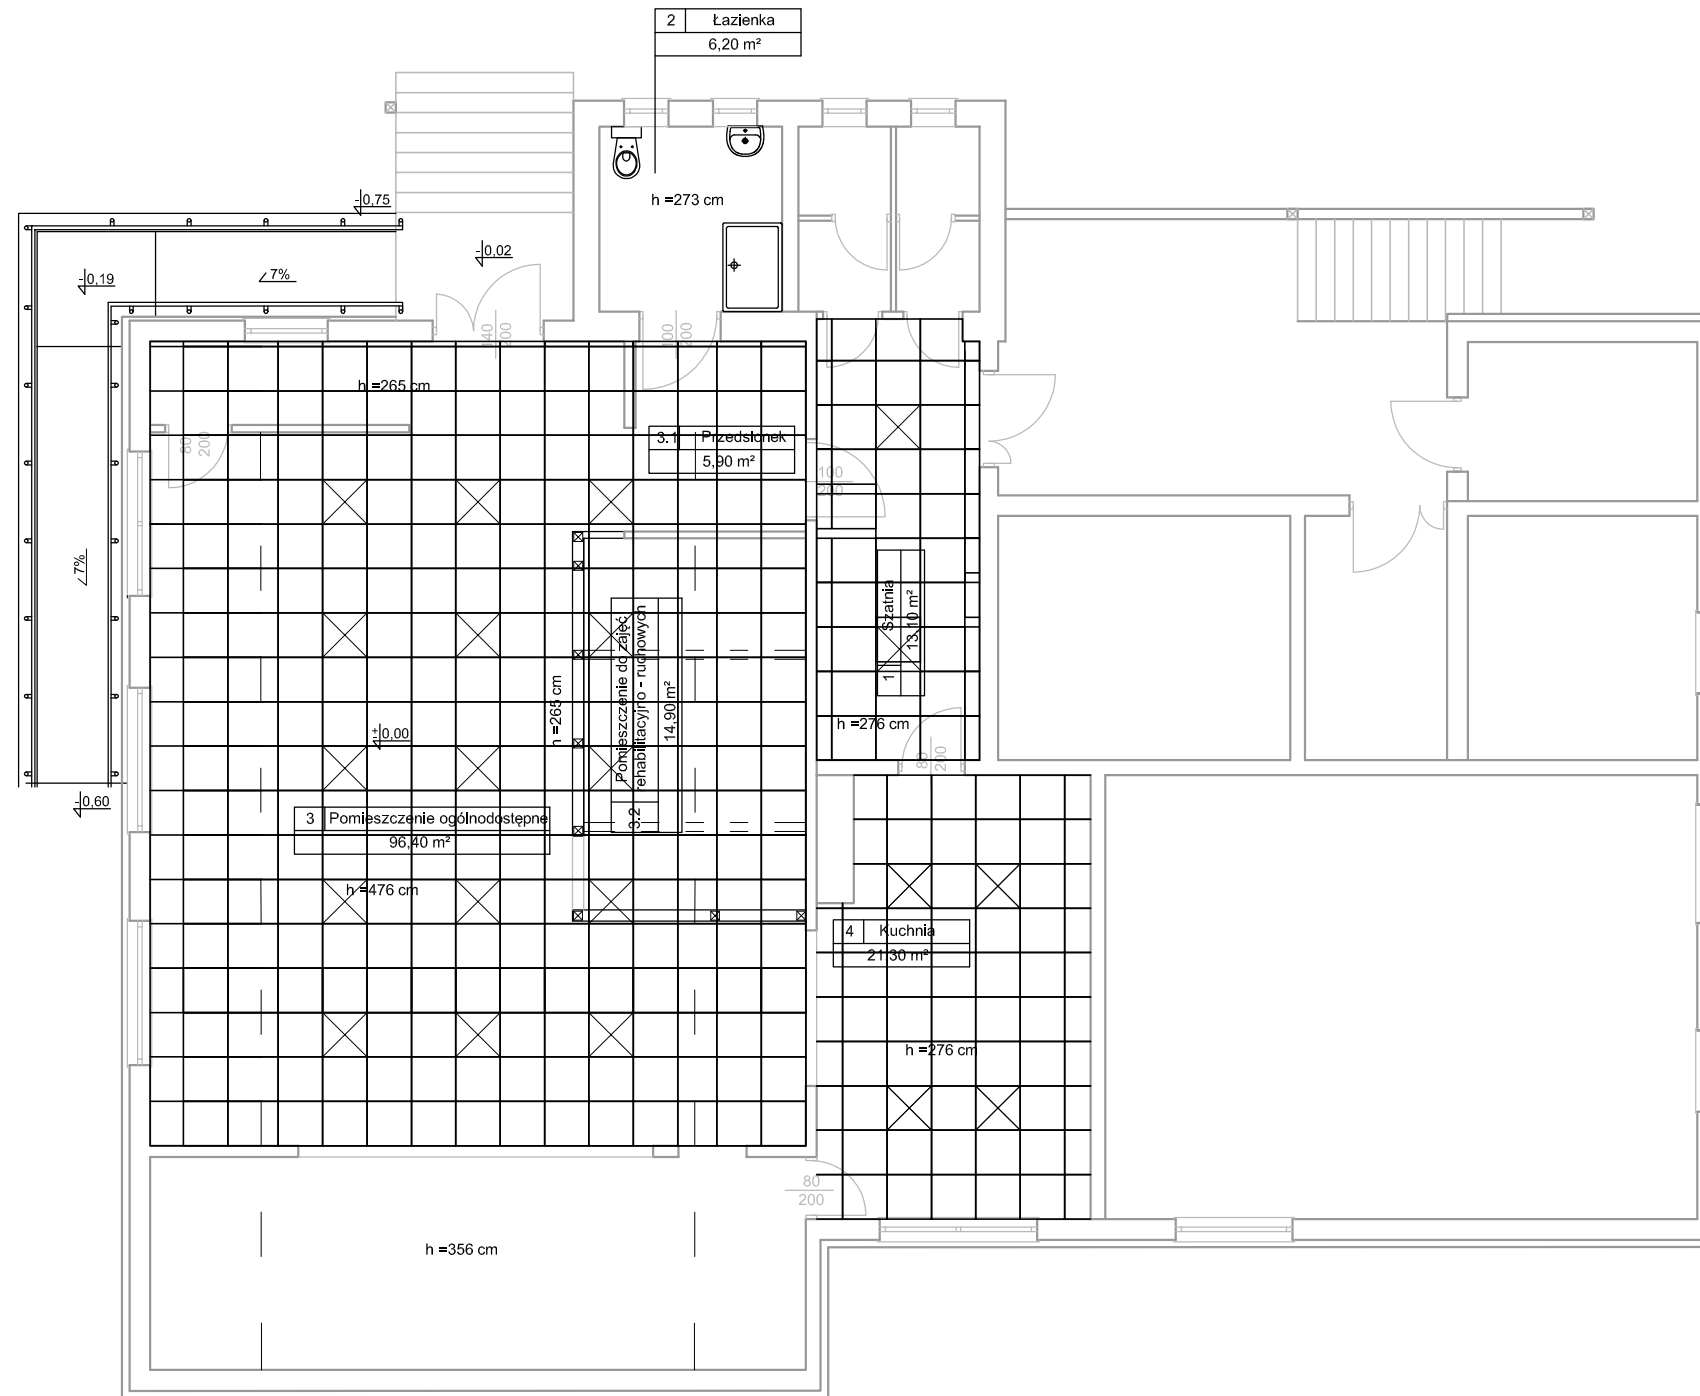 2 Łazienka
6,20 m²
h =273 cm
-0,75
-0,02
-0,19
7%
140
200
100
200
h =265 cm
80
200
3.1 Przedsionek
5,90 m²
100
200
7%
Szatnia
1
13,10 m²
Pomieszczenie do zajęć
rehabilitacyjno - ruchowych
3.2
14,90 m²
h =265 cm
±0,00
h =276 cm
80
200
-0,60
3 Pomieszczenie ogólnodostępne
96,40 m²
h =476 cm
4 Kuchnia
21,30 m²
h =276 cm
80
200
h =356 cm